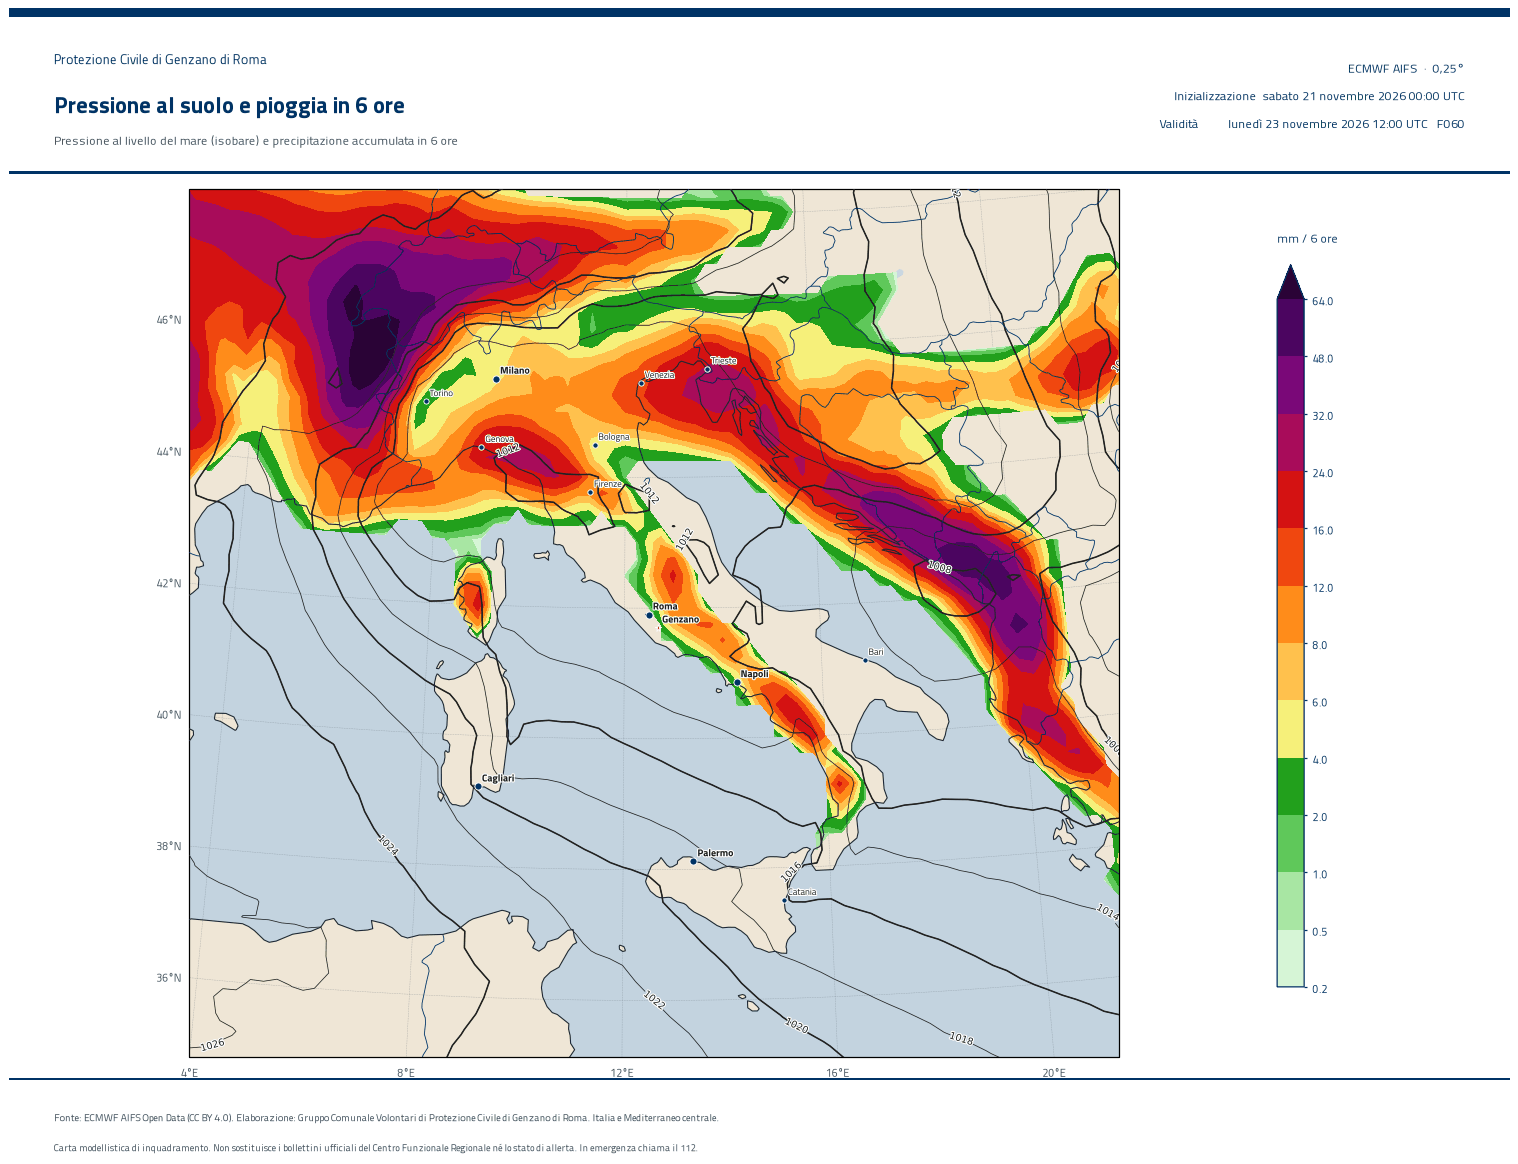 Protezione Civile di Genzano di Roma
Pressione al suolo e pioggia in 6 ore
Pressione al livello del mare (isobare) e precipitazione accumulata in 6 ore
ECMWF AIFS · 0,25°
Inizializzazione sabato 21 novembre 2026 00:00 UTC
Validità lunedì 23 novembre 2026 12:00 UTC F060
mm / 6 ore
64.0
48.0
32.0
24.0
16.0
12.0
8.0
6.0
4.0
2.0
1.0
0.5
0.2
46°N
44°N
42°N
40°N
38°N
36°N
4°E
8°E
12°E
16°E
20°E
Trieste
Venezia
Milano
Torino
Genova
Bologna
Firenze
Roma
Genzano
Napoli
Bari
Cagliari
Palermo
Catania
1012
1012
1012
1008
1016
1014
1024
1022
1020
1018
1026
Fonte: ECMWF AIFS Open Data (CC BY 4.0). Elaborazione: Gruppo Comunale Volontari di Protezione Civile di Genzano di Roma. Italia e Mediterraneo centrale.
Carta modellistica di inquadramento. Non sostituisce i bollettini ufficiali del Centro Funzionale Regionale né lo stato di allerta. In emergenza chiama il 112.